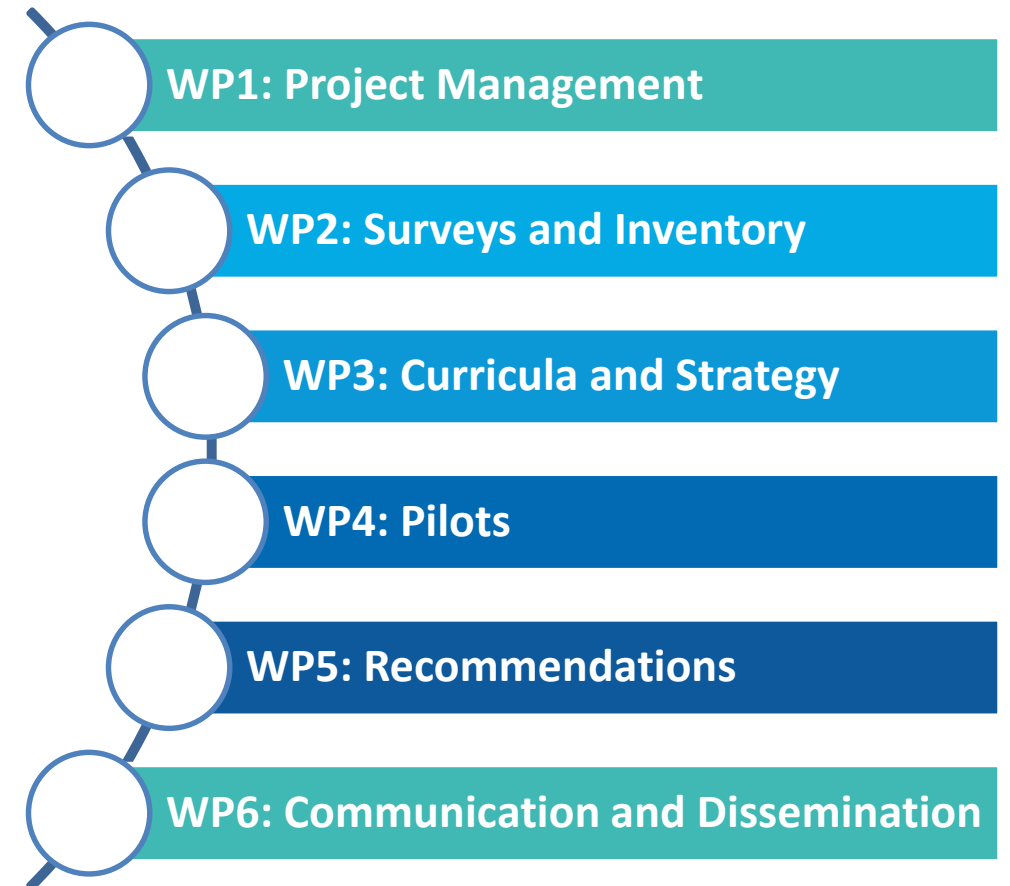 WP1: Project Management
WP2: Surveys and Inventory
WP3: Curricula and Strategy
WP4: Pilots
WP5: Recommendations
WP6: Communication and Dissemination